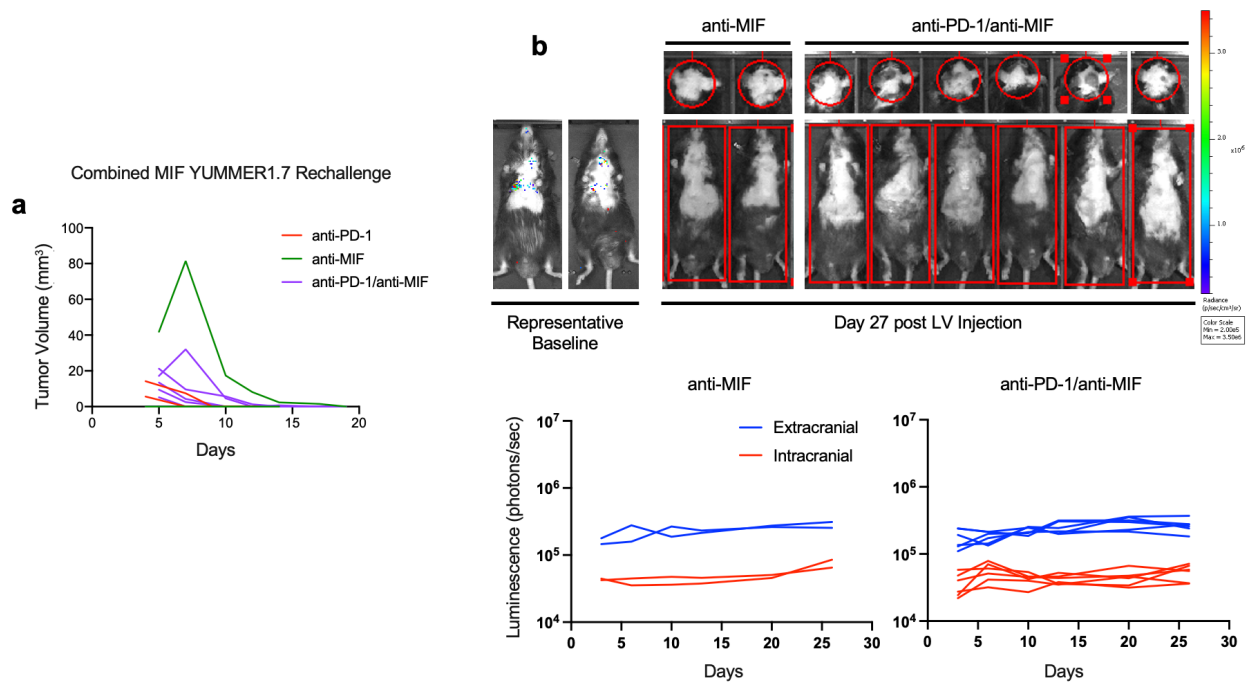 a
Combined MIF YUMMER1.7 Rechallenge
Tumor Volume (mm³)
100
80
60
40
20
0
0
5
10
15
20
Days
anti-PD-1
anti-MIF
anti-PD-1/anti-MIF
b
anti-MIF
anti-PD-1/anti-MIF
Representative
Baseline
Day 27 post LV Injection
3.0
2.0
x10⁶
1.0
Radiance
(p/sec/cm²/sr)
Color Scale
Min = 2.00e5
Max = 3.50e6
anti-MIF
Luminescence (photons/sec)
10⁷
10⁶
10⁵
10⁴
0
5
10
15
20
25
30
Days
Extracranial
Intracranial
anti-PD-1/anti-MIF
10⁷
10⁶
10⁵
10⁴
0
5
10
15
20
25
30
Days